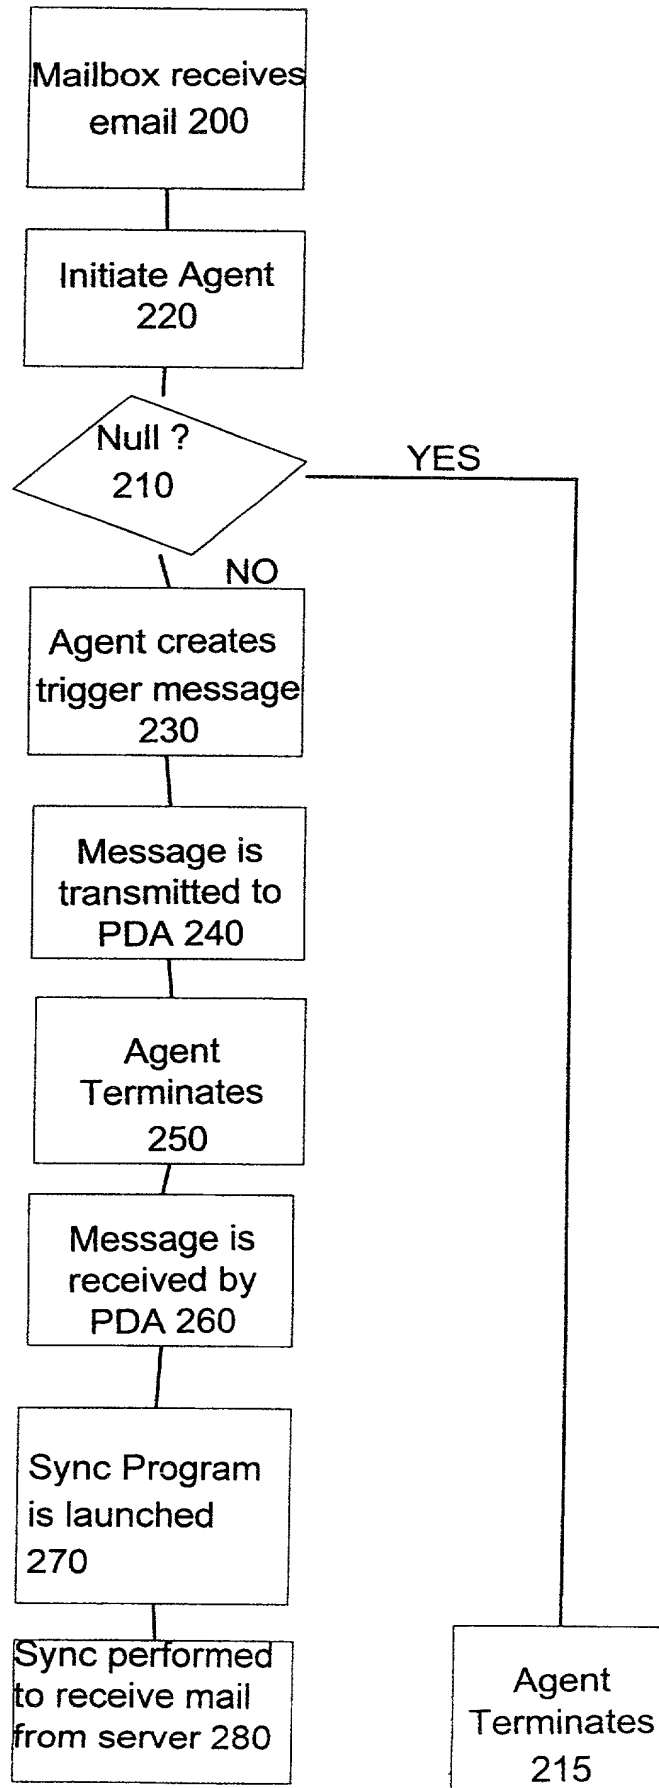 Mailbox receives
email 200
Initiate Agent
220
Null ?
210
YES
NO
Agent creates
trigger message
230
Message is
transmitted to
PDA 240
Agent
Terminates
250
Message is
received by
PDA 260
Sync Program
is launched
270
Sync performed
to receive mail
from server 280
Agent
Terminates
215